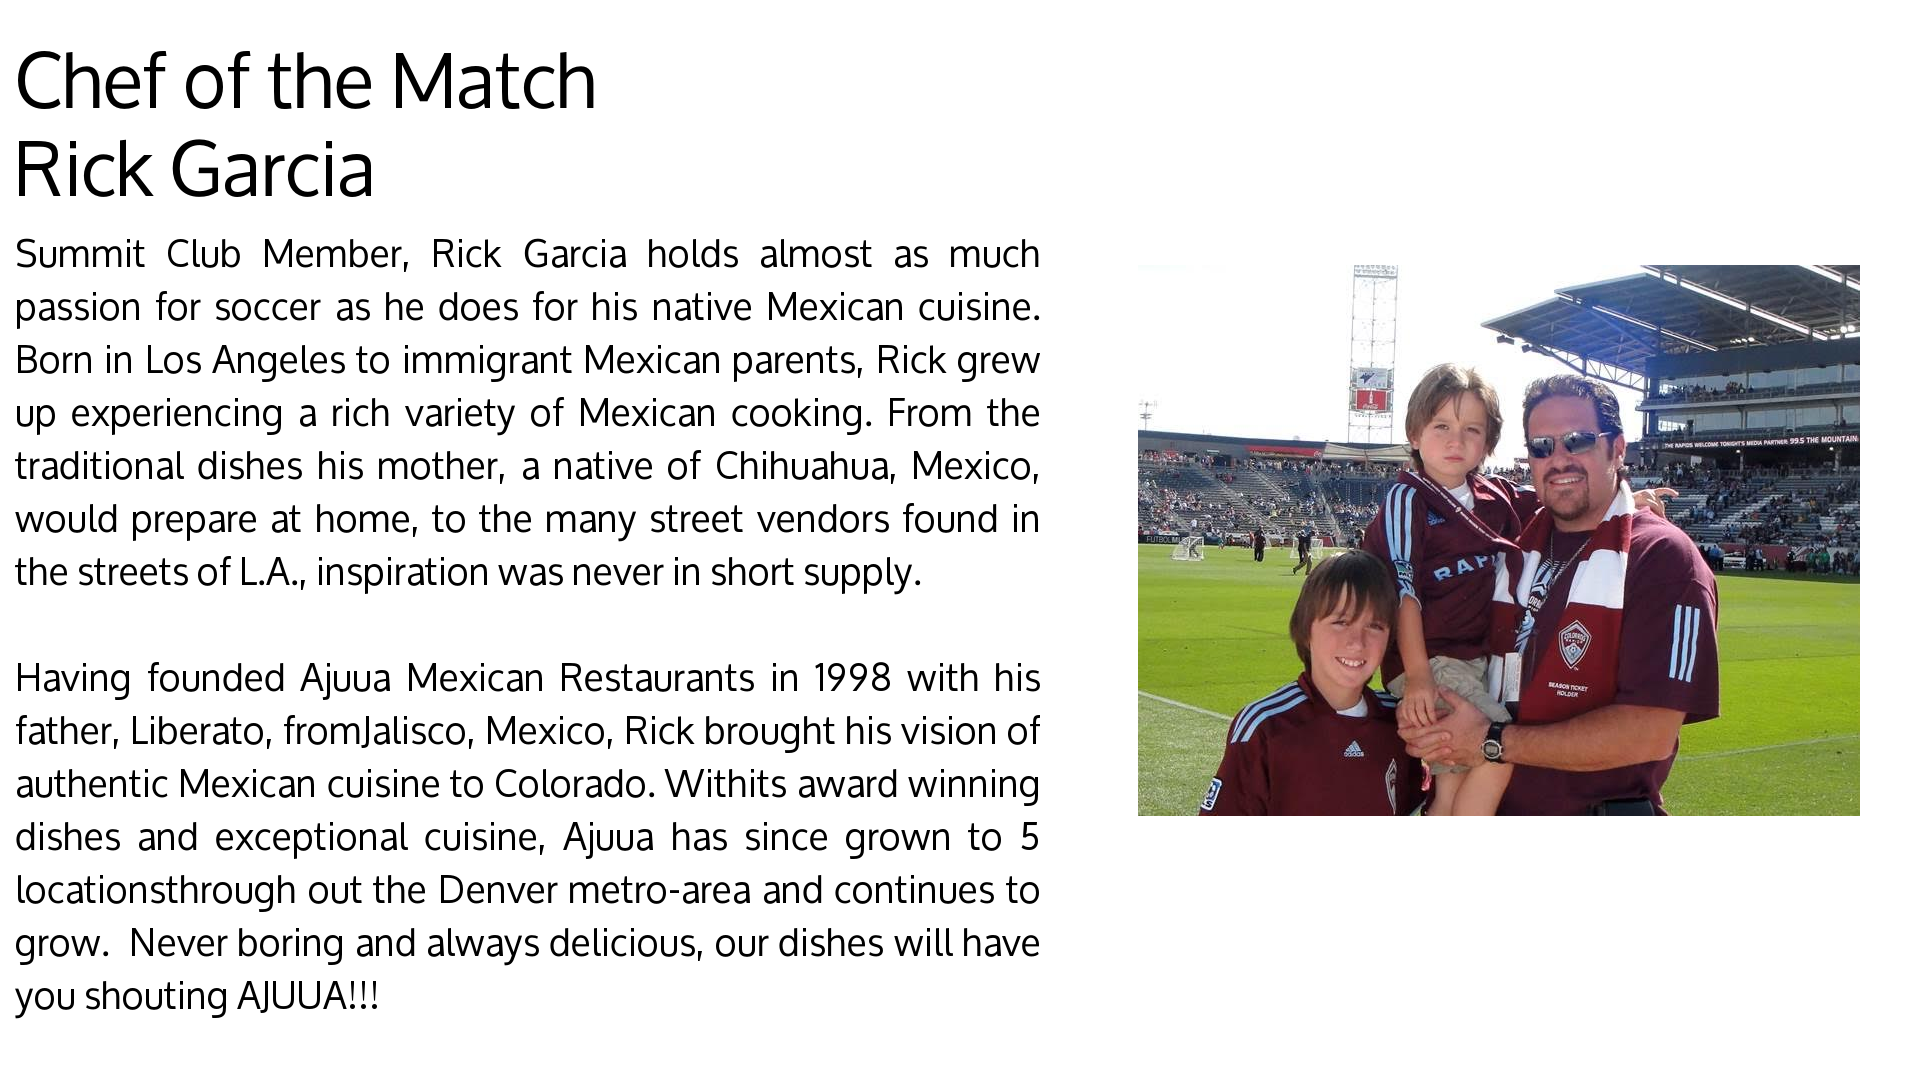 Chef of the Match
Rick Garcia
Summit Club Member, Rick Garcia holds almost as much
passion for soccer as he does for his native Mexican cuisine.
Born in Los Angeles to immigrant Mexican parents, Rick grew
up experiencing a rich variety of Mexican cooking. From the
traditional dishes his mother, a native of Chihuahua, Mexico,
would prepare at home, to the many street vendors found in
the streets of L.A., inspiration was never in short supply.
Having founded Ajuua Mexican Restaurants in 1998 with his
father, Liberato, fromJalisco, Mexico, Rick brought his vision of
authentic Mexican cuisine to Colorado. Withits award winning
dishes and exceptional cuisine, Ajuua has since grown to 5
locationsthrough out the Denver metro-area and continues to
grow.  Never boring and always delicious, our dishes will have
you shouting AJUUA!!!
THE RAPIDS WELCOME TONIGHT'S MEDIA PARTNER: 99.5 THE MOUNTAIN
RAPI
COLORADO
SEASON TICKET
HOLDER
adidas